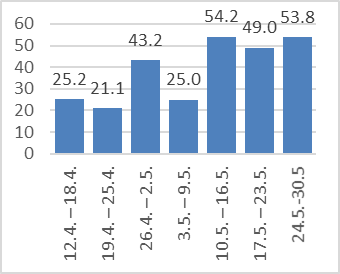 60
50
40
30
20
10
0
25.2
21.1
43.2
25.0
54.2
49.0
53.8
12.4. – 18.4.
19.4. – 25.4.
26.4. – 2.5.
3.5. – 9.5.
10.5. – 16.5.
17.5. – 23.5.
24.5.-30.5